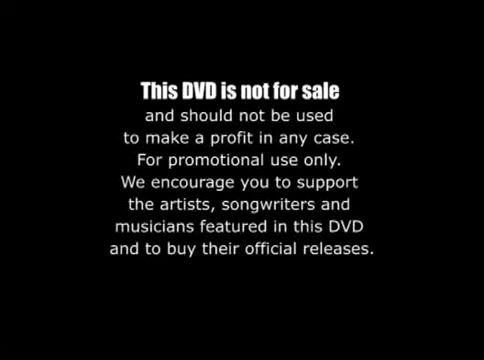 This DVD is not for sale
and should not be used
to make a profit in any case.
For promotional use only.
We encourage you to support
the artists, songwriters and
musicians featured in this DVD
and to buy their official releases.